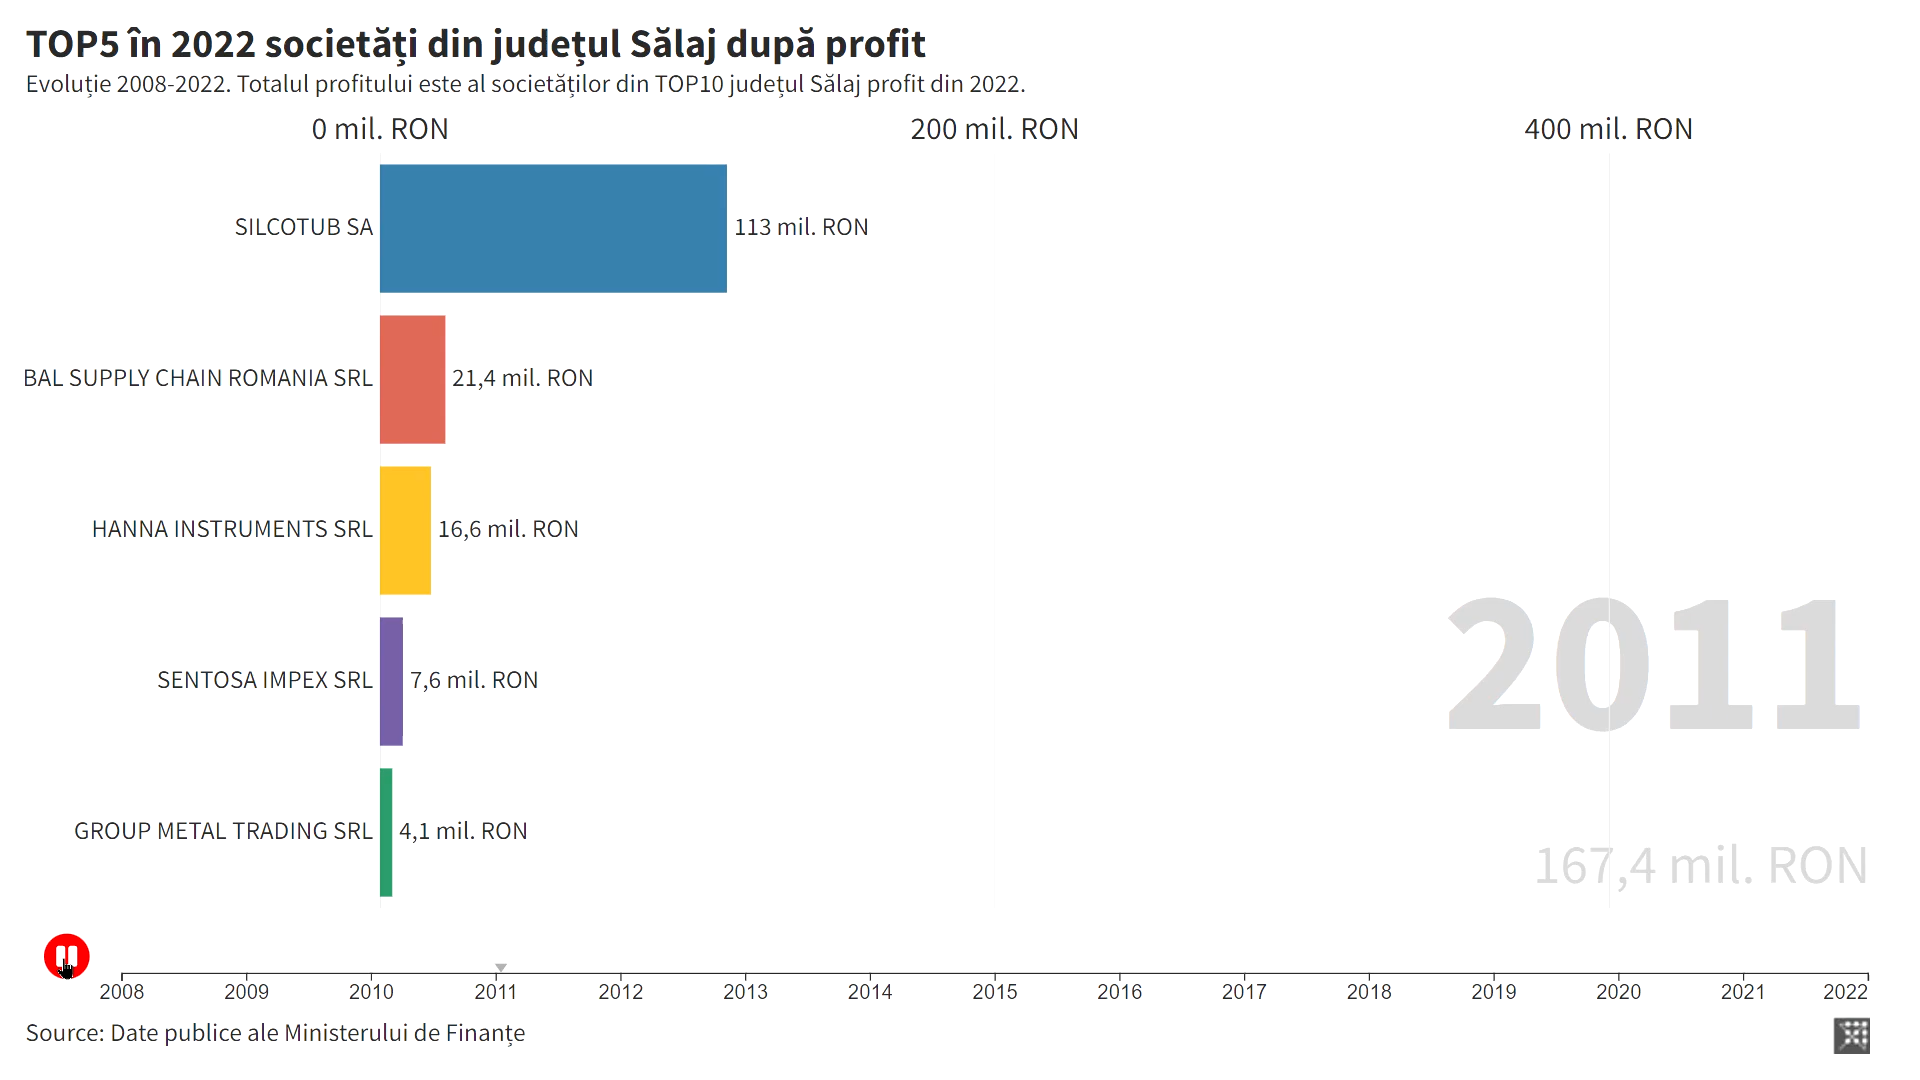 TOP5 în 2022 societăți din județul Sălaj după profit
Evoluție 2008-2022. Totalul profitului este al societăților din TOP10 județul Sălaj profit din 2022.
0 mil. RON 200 mil. RON 400 mil. RON
SILCOTUB SA 113 mil. RON
BAL SUPPLY CHAIN ROMANIA SRL 21,4 mil. RON
HANNA INSTRUMENTS SRL 16,6 mil. RON
2011
SENTOSA IMPEX SRL 7,6 mil. RON
GROUP METAL TRADING SRL 4,1 mil. RON
167,4 mil. RON
2008 2009 2010 2011 2012 2013 2014 2015 2016 2017 2018 2019 2020 2021 2022
Source: Date publice ale Ministerului de Finanțe